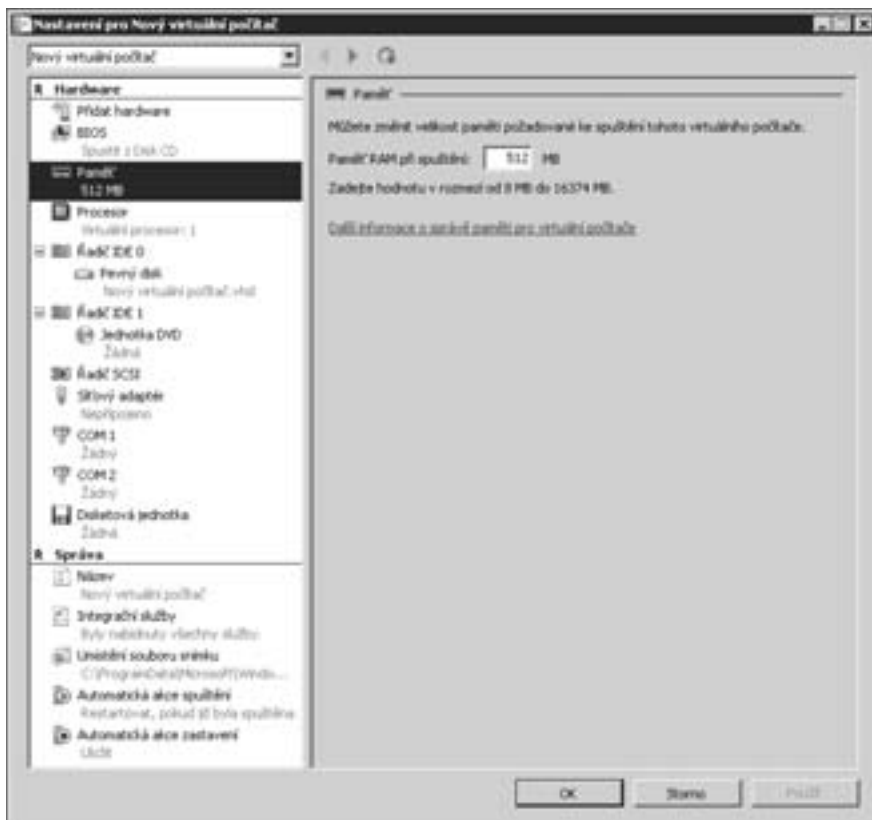 Nastavení pro Nový virtuální počítač
Nový virtuální počítač
Hardware
Přidat hardware
BIOS
Spustit z Disk CD
Paměť
512 MB
Procesor
Virtuální procesor: 1
Řadič IDE 0
Pevný disk
Nový virtuální počítač.vhd
Řadič IDE 1
Jednotka DVD
Žádná
Řadič SCSI
Síťový adaptér
Nepřipojeno
COM 1
Žádný
COM 2
Žádný
Disketová jednotka
Žádná
Správa
Název
Nový virtuální počítač
Integrační služby
Byly nabídnuty všechny služby
Umístění souboru snímku
C:\ProgramData\Microsoft\Windo...
Automatická akce spuštění
Restartovat, pokud již byla spuštěna
Automatická akce zastavení
Uložit
Paměť
Můžete změnit velikost paměti požadované ke spuštění tohoto virtuálního počítače.
Paměť RAM při spuštění: 512 MB
Zadejte hodnotu v rozmezí od 8 MB do 16374 MB.
Další informace o správě paměti pro virtuální počítače
OK Storno Použít